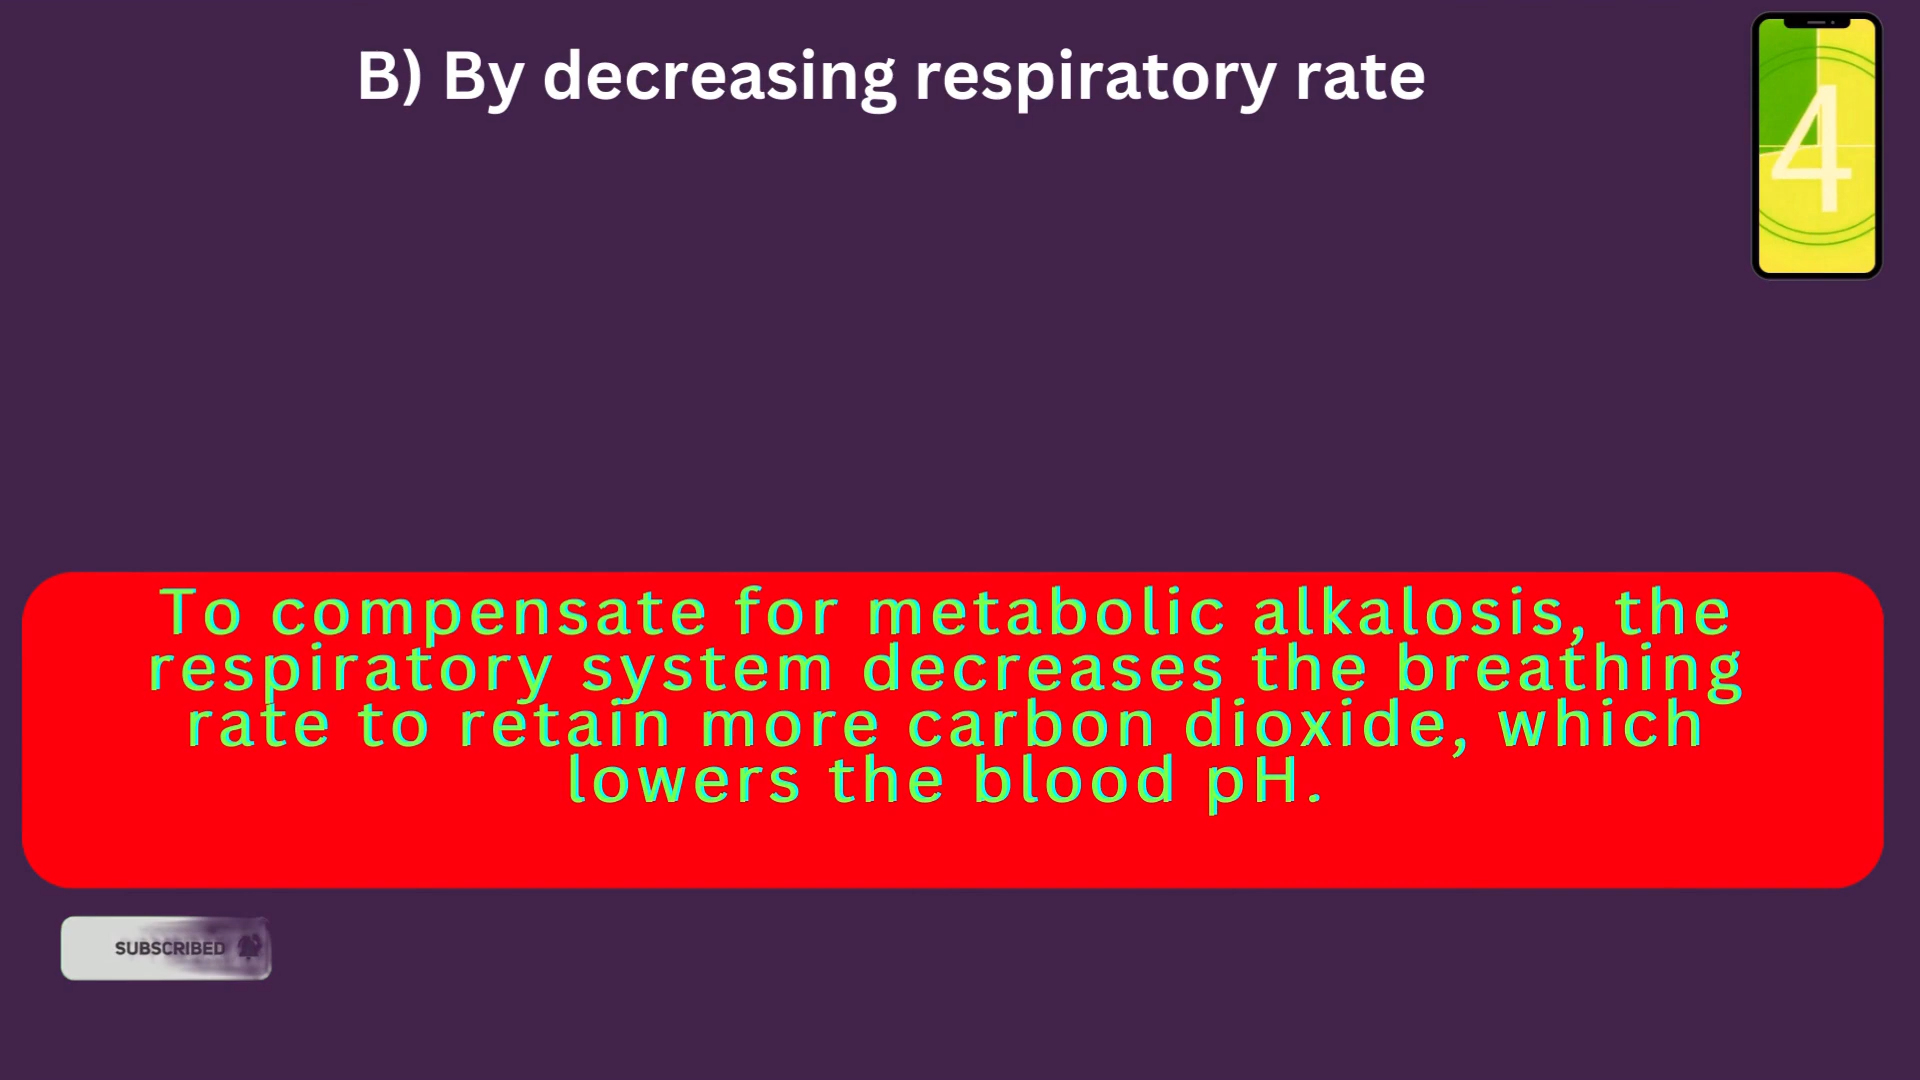 B) By decreasing respiratory rate
4
To compensate for metabolic alkalosis, the
respiratory system decreases the breathing
rate to retain more carbon dioxide, which
lowers the blood pH.
SUBSCRIBED